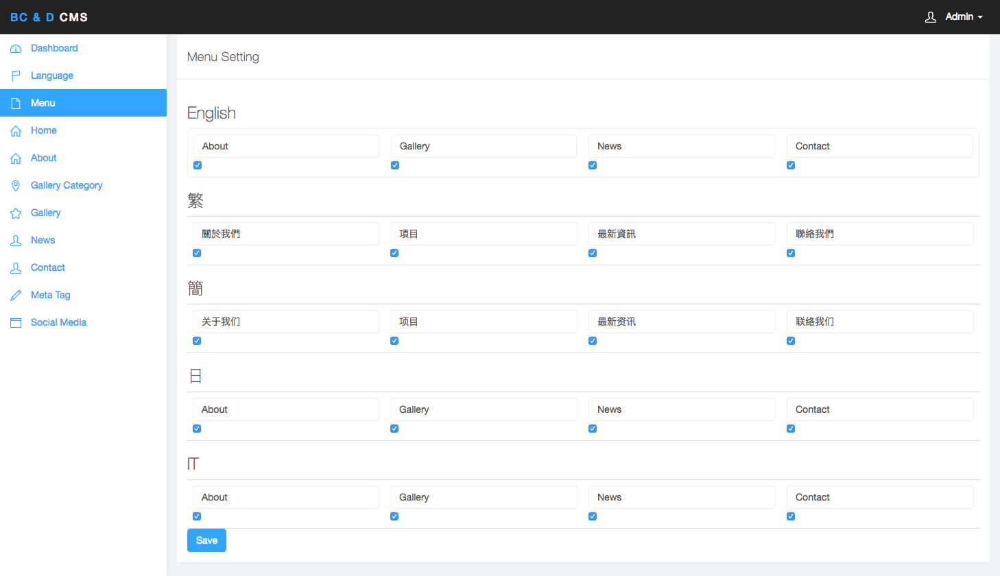 BC & D CMS
Admin
Dashboard
Language
Menu
Home
About
Gallery Category
Gallery
News
Contact
Meta Tag
Social Media
Menu Setting
English
About Gallery News Contact
繁
關於我們 項目 最新資訊 聯絡我們
簡
关于我们 项目 最新资讯 联络我们
日
About Gallery News Contact
IT
About Gallery News Contact
Save